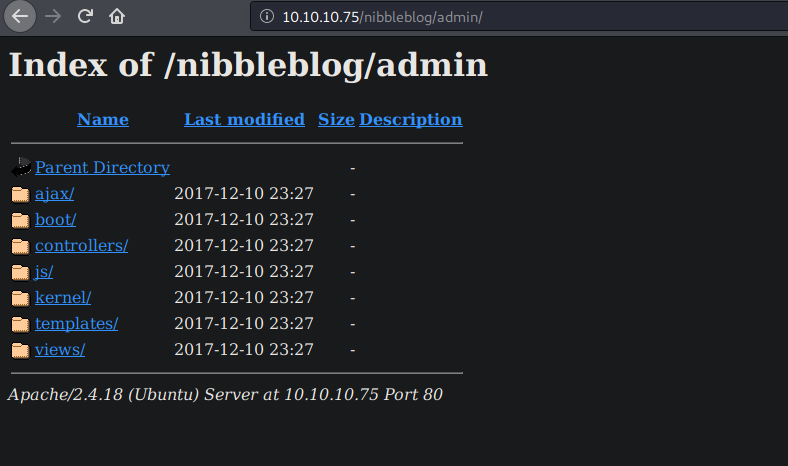 10.10.10.75/nibbleblog/admin/
Index of /nibbleblog/admin
Name Last modified Size Description
Parent Directory -
ajax/ 2017-12-10 23:27 -
boot/ 2017-12-10 23:27 -
controllers/ 2017-12-10 23:27 -
js/ 2017-12-10 23:27 -
kernel/ 2017-12-10 23:27 -
templates/ 2017-12-10 23:27 -
views/ 2017-12-10 23:27 -
Apache/2.4.18 (Ubuntu) Server at 10.10.10.75 Port 80